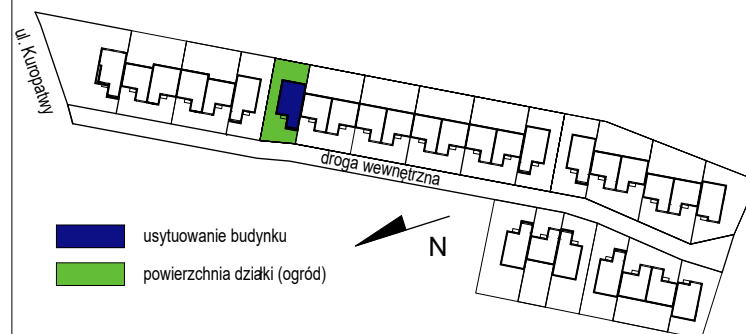 ul. Kuropatwy
droga wewnętrzna
usytuowanie budynku
N
powierzchnia działki (ogród)